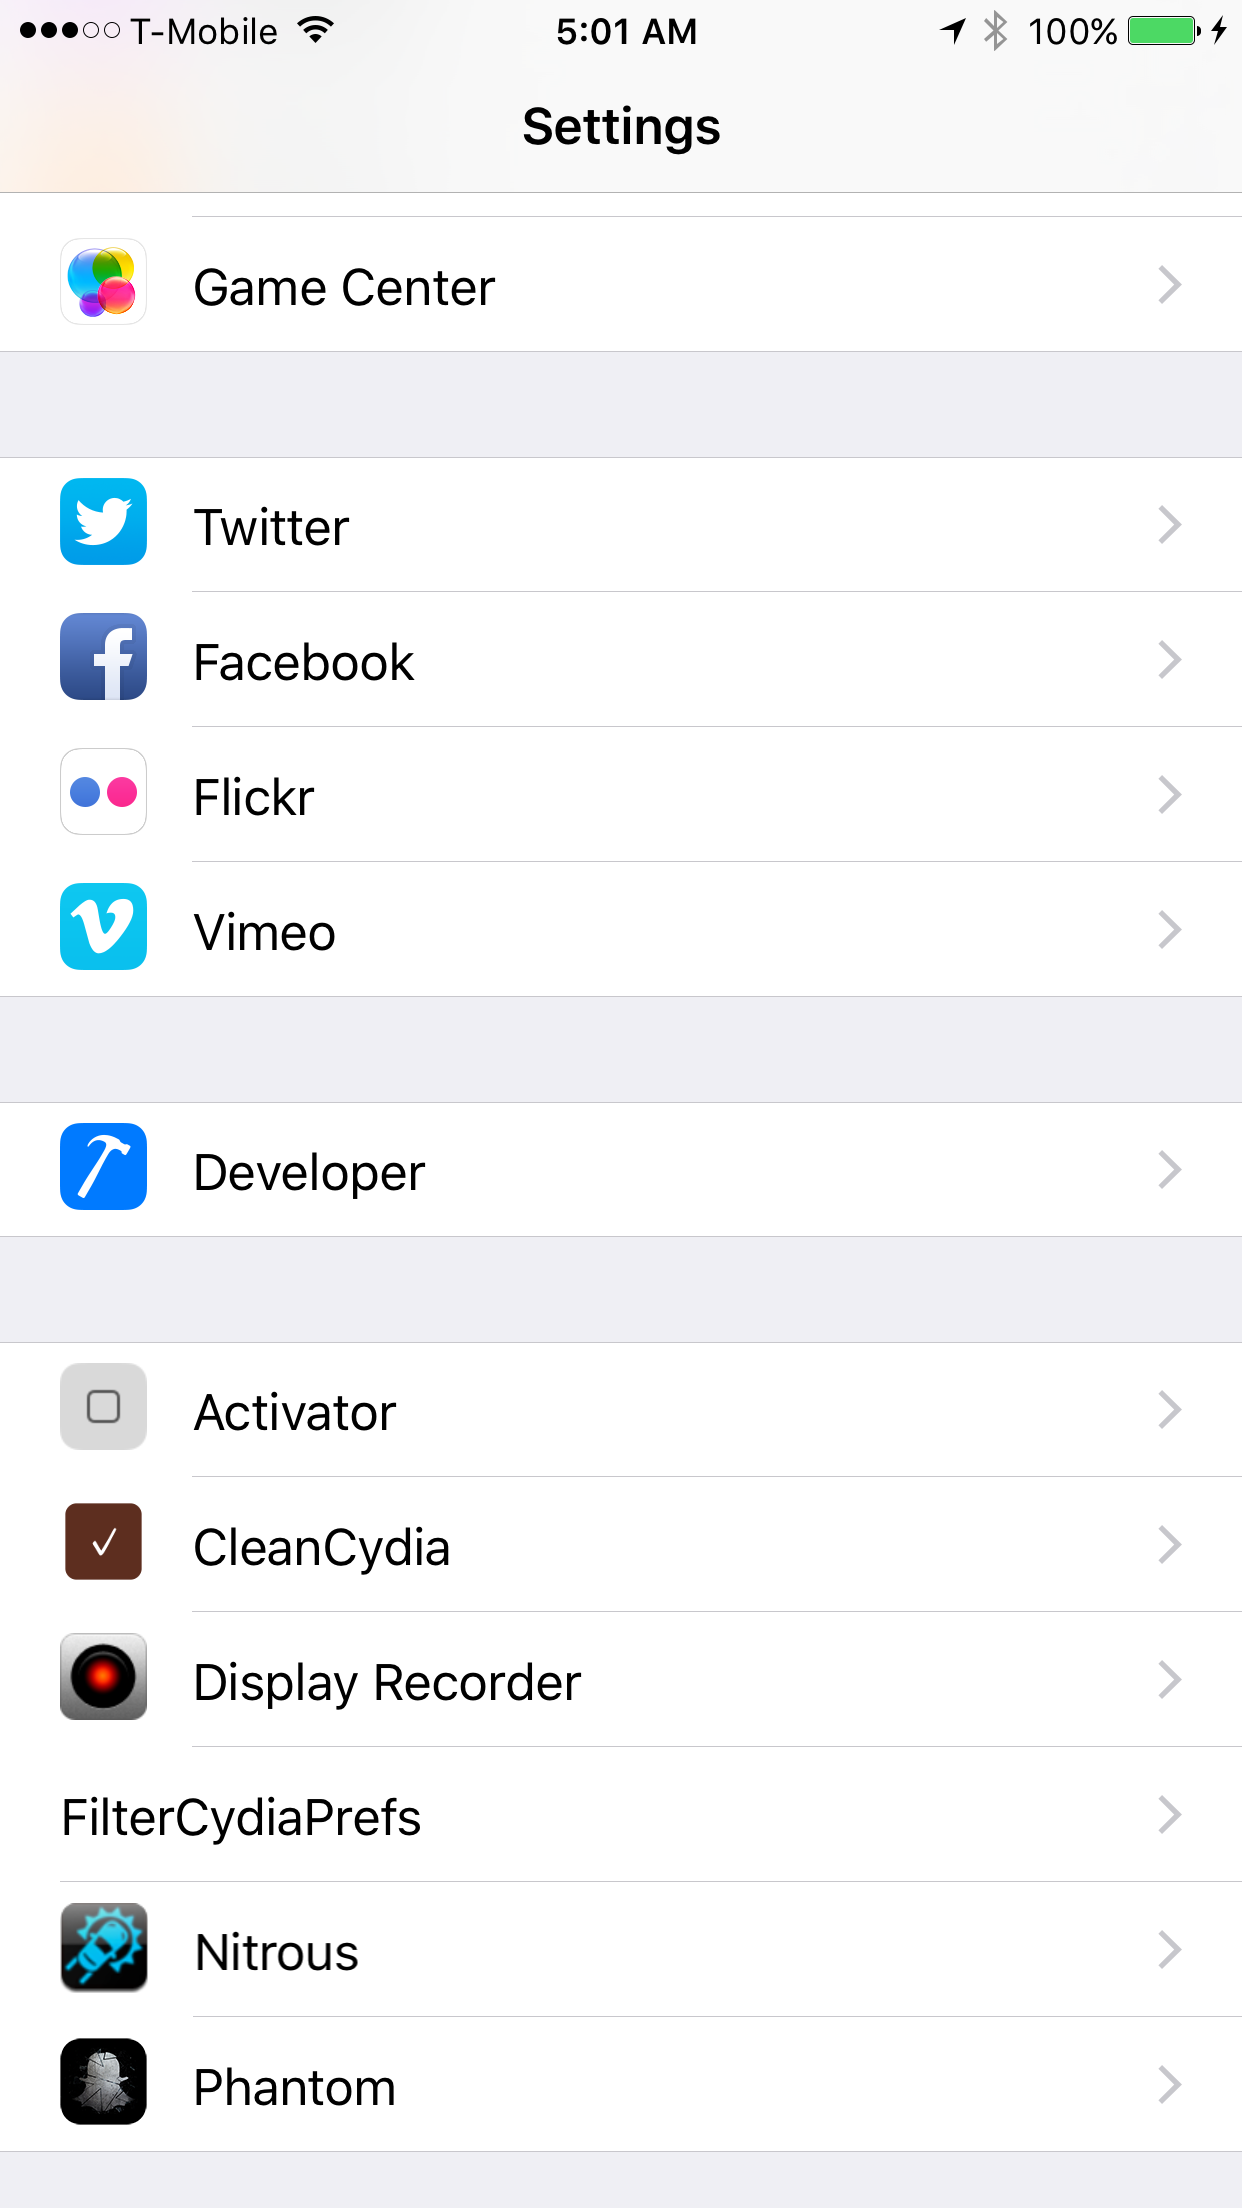 T-Mobile 5:01 AM 100%
Settings
Game Center
Twitter
Facebook
Flickr
Vimeo
Developer
Activator
CleanCydia
Display Recorder
FilterCydiaPrefs
Nitrous
Phantom